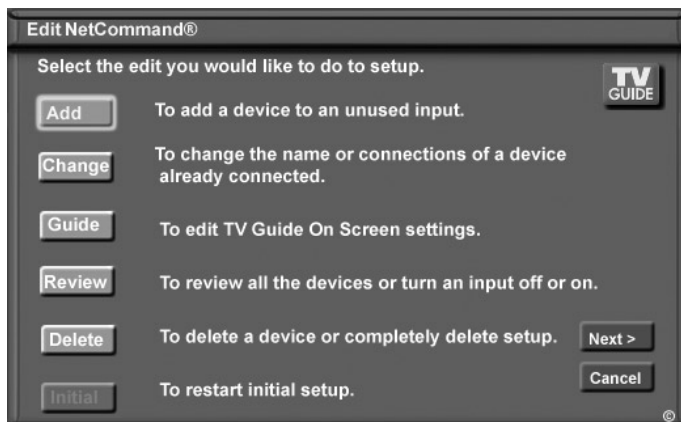 Edit NetCommand®
Select the edit you would like to do to setup.
TV
GUIDE
Add To add a device to an unused input.
Change To change the name or connections of a device
already connected.
Guide To edit TV Guide On Screen settings.
Review To review all the devices or turn an input off or on.
Delete To delete a device or completely delete setup.
Next >
Initial To restart initial setup.
Cancel
©